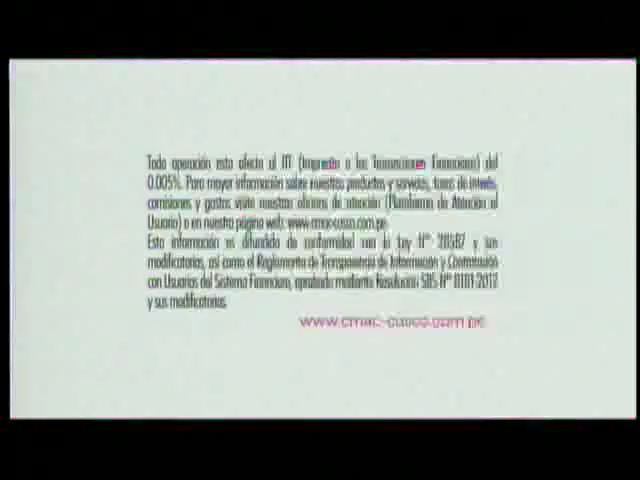 Toda operación esta afecta al ITF (Impuesto a las Transacciones Financieras) del
0.005%. Para mayor información sobre nuestros productos y servicios, tasas de interés,
comisiones y gastos visite nuestras oficinas de atención (Plataforma de Atención al
Usuario) o en nuestra página web: www.cmac-cusco.com.pe
Esta información es difundida de conformidad con la Ley N° 28587 y sus
modificatorias, así como el Reglamento de Transparencia de Información y Contratación
con Usuarios del Sistema Financiero, aprobado mediante Resolución SBS N° 8181-2012
y sus modificatorias.
www.cmac-cusco.com.pe